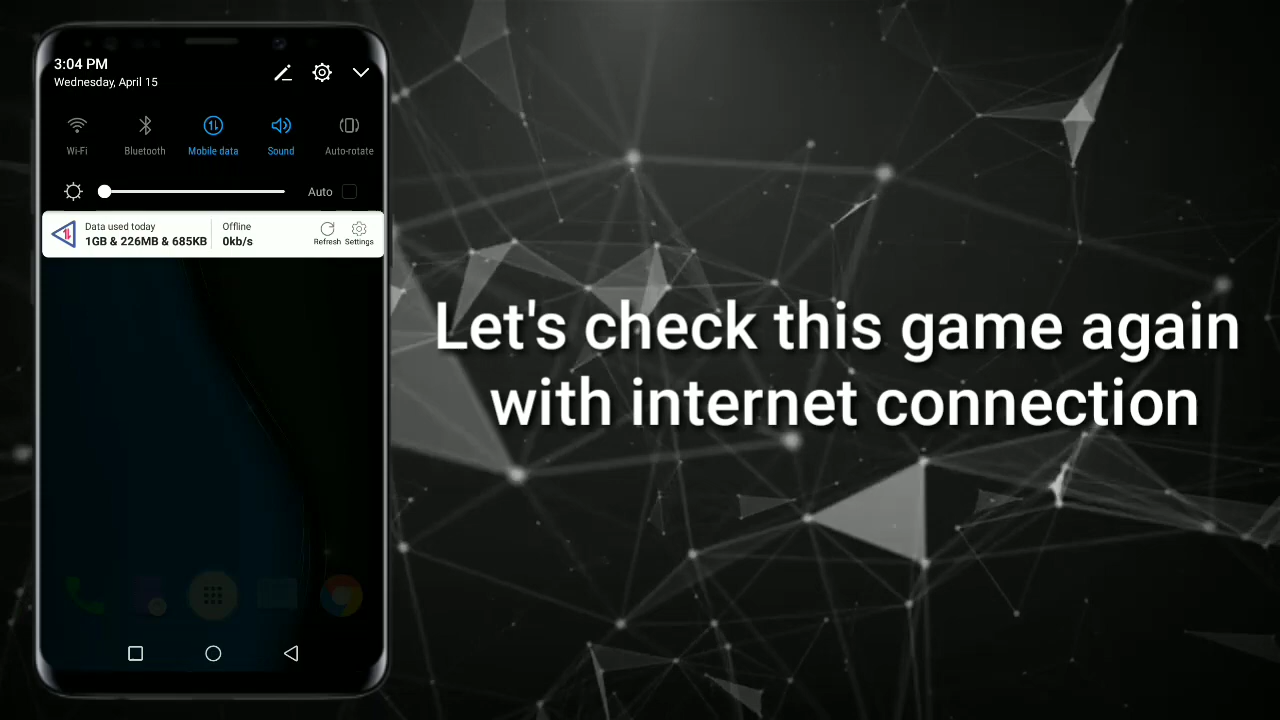 3:04 PM
Wednesday, April 15
Wi-Fi Bluetooth Mobile data Sound Auto-rotate
Auto
Data used today
1GB & 226MB & 685KB
Offline
0kb/s
Refresh Settings
Let's check this game again
with internet connection